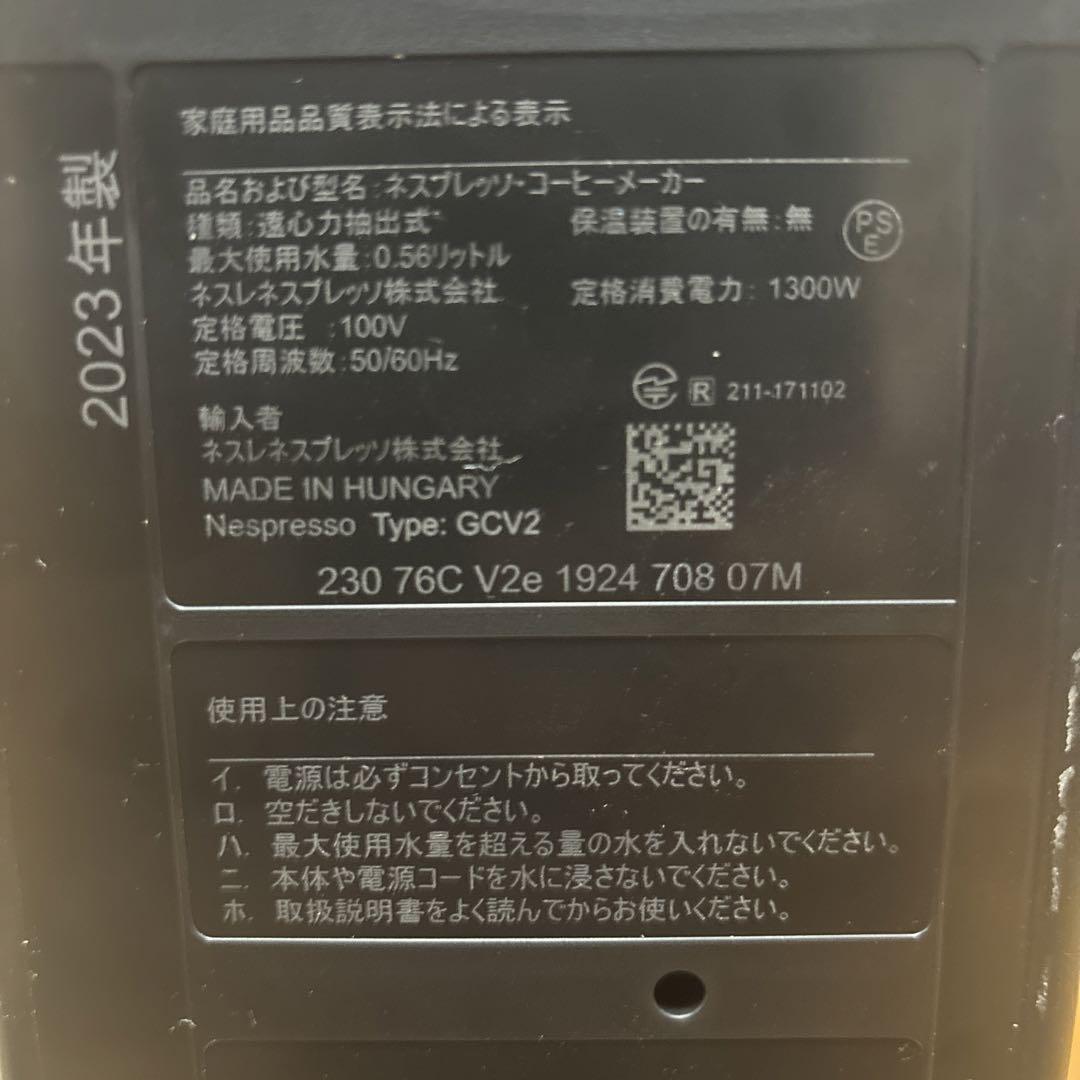 2023年製
家庭用品品質表示法による表示
品名および型名:ネスプレッソ・コーヒーメーカー
種類:遠心力抽出式 保温装置の有無:無
PS
E
最大使用水量:0.56リットル
ネスレネスプレッソ株式会社 定格消費電力:1300W
定格電圧 :100V
定格周波数:50/60Hz
R 211-171102
輸入者
ネスレネスプレッソ株式会社
MADE IN HUNGARY
Nespresso Type: GCV2
230 76C V2e 1924 708 07M
使用上の注意
イ. 電源は必ずコンセントから取ってください。
ロ. 空だきしないでください。
ハ. 最大使用水量を超える量の水を入れないでください。
ニ. 本体や電源コードを水に浸さないでください。
ホ. 取扱説明書をよく読んでからお使いください。